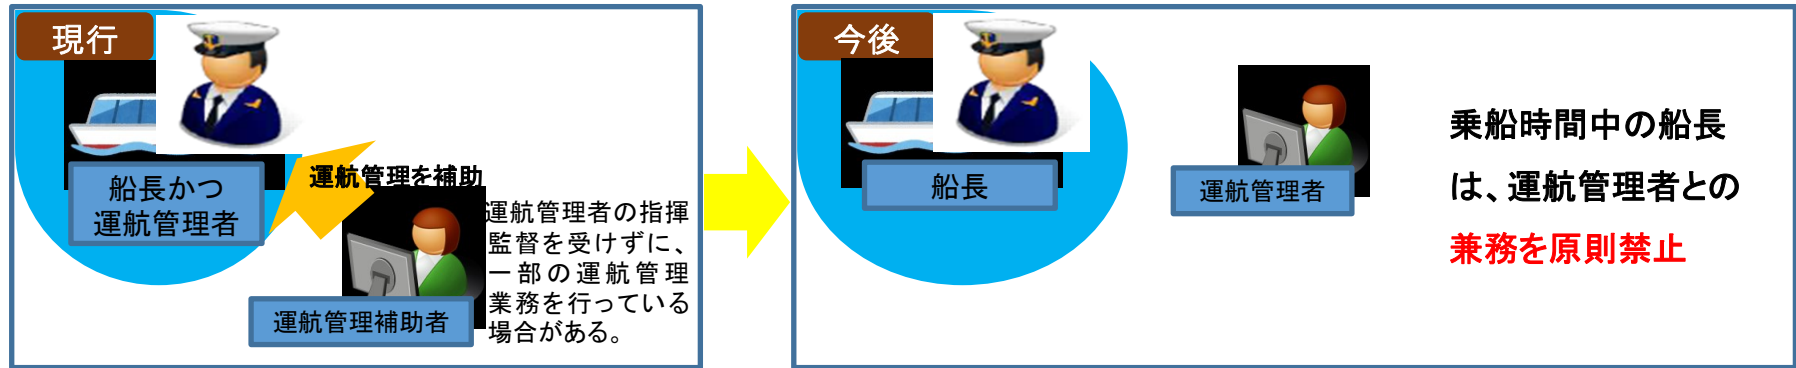 現行
船長かつ
運航管理者
運航管理を補助
運航管理補助者
運航管理者の指揮
監督を受けずに、
一部の運航管理
業務を行っている
場合がある。
今後
船長
運航管理者
乗船時間中の船長
は、運航管理者との
兼務を原則禁止